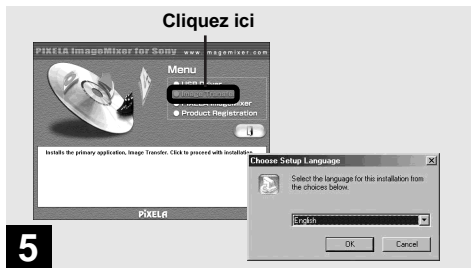 Cliquez ici
PIXELA ImageMixer for Sony www.imagemixer.com
Menu
USB Driver
Image Transfer
PIXELA ImageMixer
Product Registration
Installs the primary application, Image Transfer. Click to proceed with installation.
PIXELA
Choose Setup Language
Select the language for this installation from
the choices below.
English
OK Cancel
5